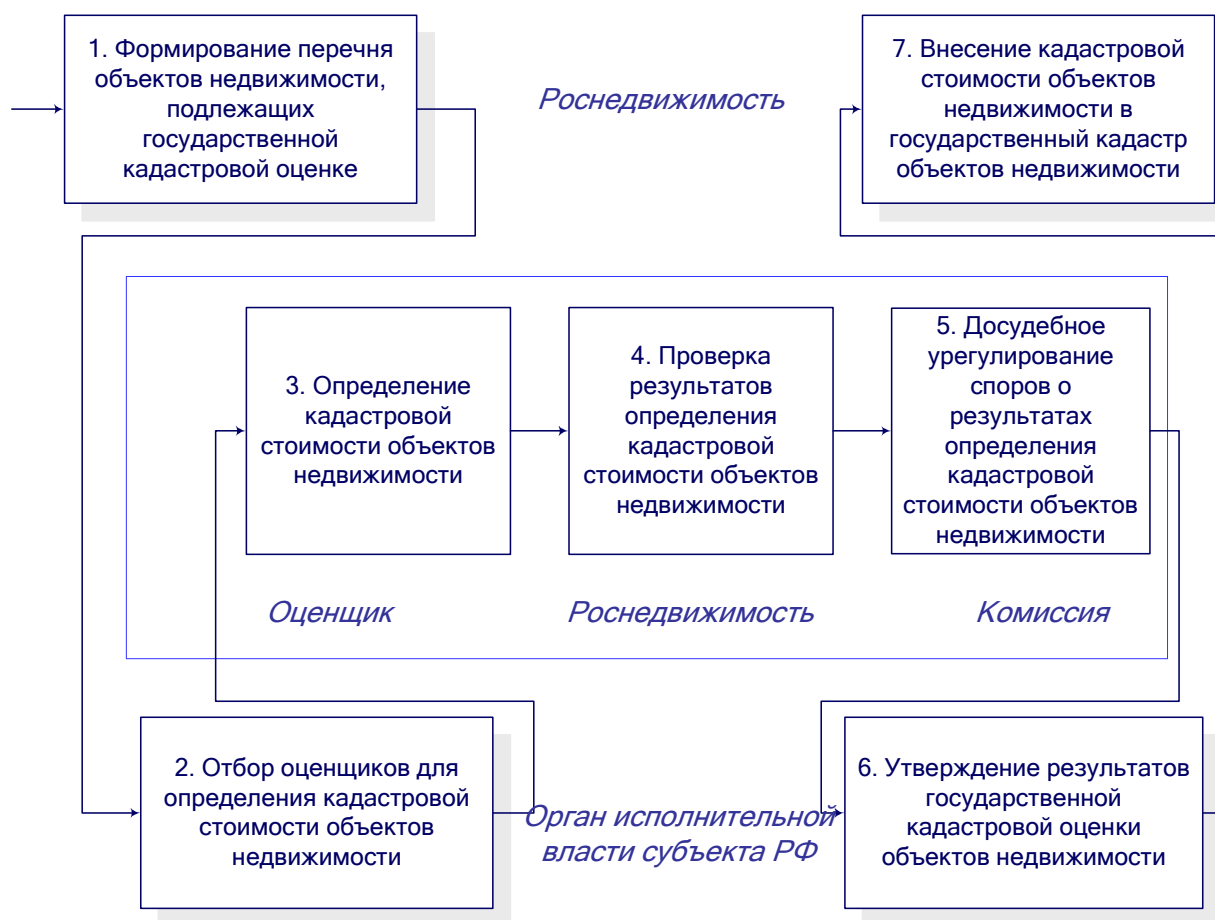 1. Формирование перечня
объектов недвижимости,
подлежащих
государственной
кадастровой оценке
Роснедвижимость
7. Внесение кадастровой
стоимости объектов
недвижимости в
государственный кадастр
объектов недвижимости
3. Определение
кадастровой
стоимости объектов
недвижимости
4. Проверка
результатов
определения
кадастровой
стоимости объектов
недвижимости
5. Досудебное
урегулирование
споров о
результатах
определения
кадастровой
стоимости объектов
недвижимости
Оценщик
Роснедвижимость
Комиссия
2. Отбор оценщиков для
определения кадастровой
стоимости объектов
недвижимости
Орган исполнительной
власти субъекта РФ
6. Утверждение результатов
государственной
кадастровой оценки
объектов недвижимости